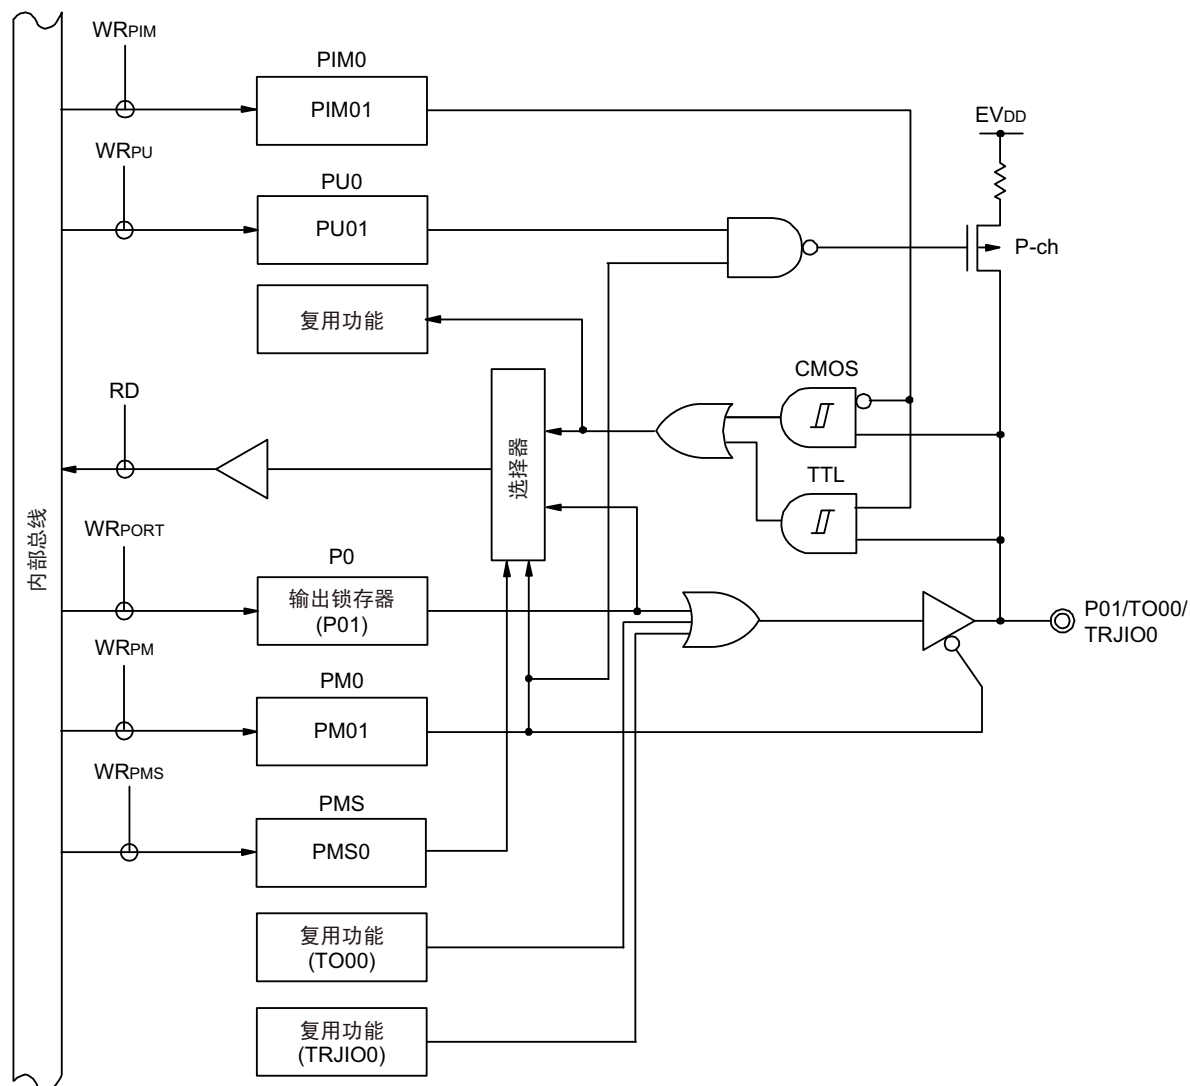 WRPIM
PIM0
PIM01
EVDD
WRPU
PU0
PU01
P-ch
复用功能
CMOS
RD
选择器
TTL
内部总线
WRPORT
P0
输出锁存器
(P01)
P01/TO00/
TRJIO0
WRPM
PM0
PM01
WRPMS
PMS
PMS0
复用功能
(TO00)
复用功能
(TRJIO0)